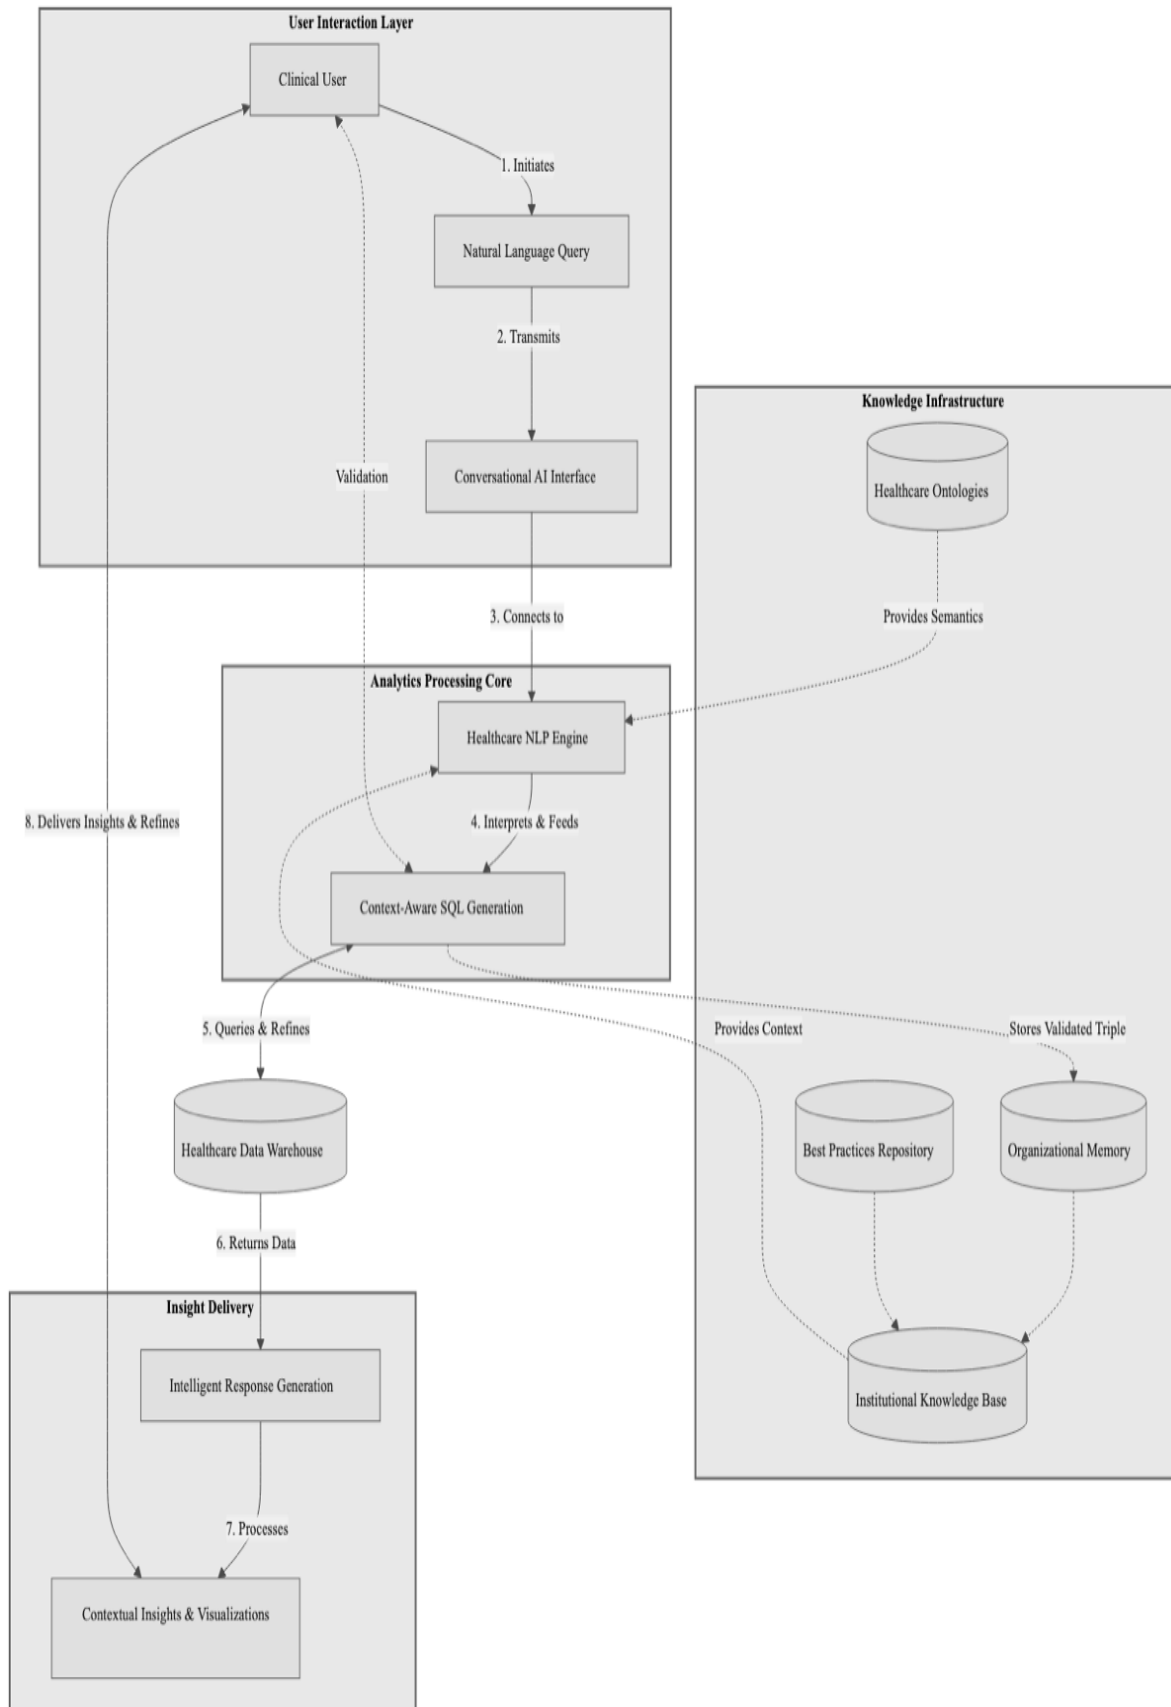 User Interaction Layer
Clinical User
1. Initiates
Natural Language Query
2. Transmits
Conversational AI Interface
Validation
3. Connects to
Knowledge Infrastructure
Healthcare Ontologies
Provides Semantics
Analytics Processing Core
Healthcare NLP Engine
4. Interprets & Feeds
8. Delivers Insights & Refines
Context-Aware SQL Generation
5. Queries & Refines
Provides Context
Stores Validated Triple
Healthcare Data Warehouse
Best Practices Repository
Organizational Memory
6. Returns Data
Insight Delivery
Intelligent Response Generation
Institutional Knowledge Base
7. Processes
Contextual Insights & Visualizations